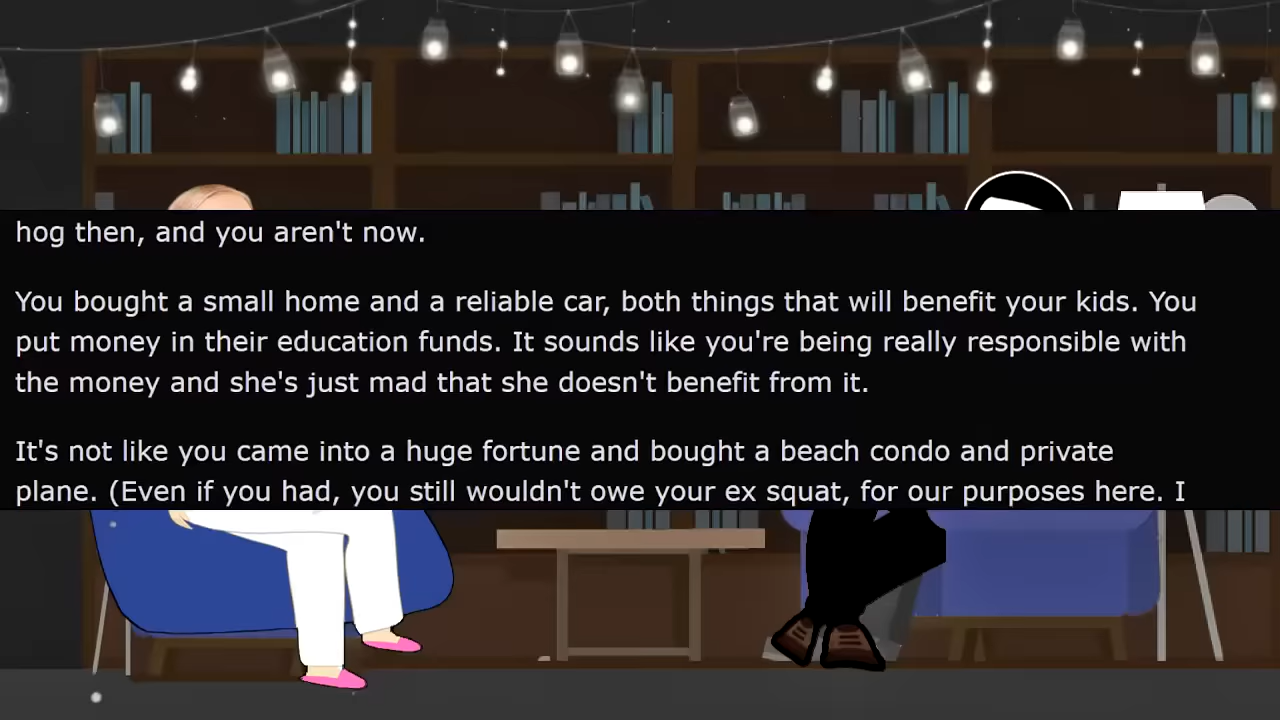 hog then, and you aren't now.
You bought a small home and a reliable car, both things that will benefit your kids. You
put money in their education funds. It sounds like you're being really responsible with
the money and she's just mad that she doesn't benefit from it.
It's not like you came into a huge fortune and bought a beach condo and private
plane. (Even if you had, you still wouldn't owe your ex squat, for our purposes here. I